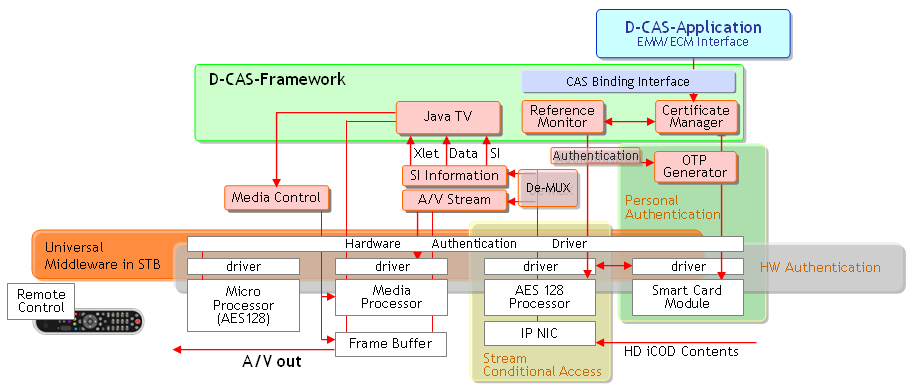 D-CAS-Application
EMM/ECM Interface
D-CAS-Framework
CAS Binding Interface
Java TV
Reference
Monitor
Certificate
Manager
Xlet Data SI
Authentication
OTP
Generator
SI Information
De-MUX
Media Control
A/V Stream
Personal
Authentication
Universal
Middleware in STB
Hardware Authentication Driver
driver
driver
driver
driver
HW Authentication
Remote
Control
Micro
Processor
(AES128)
Media
Processor
AES 128
Processor
Smart Card
Module
Frame Buffer
IP NIC
A/V out
HD iCOD Contents
Stream
Conditional Access